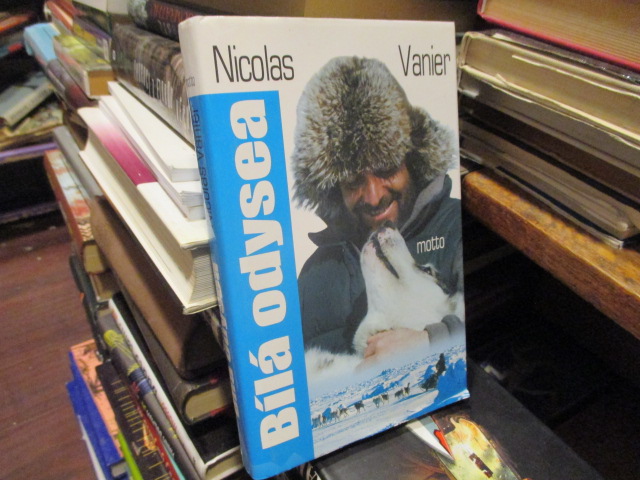 Nicolas Vanier
Bílá odysea
motto